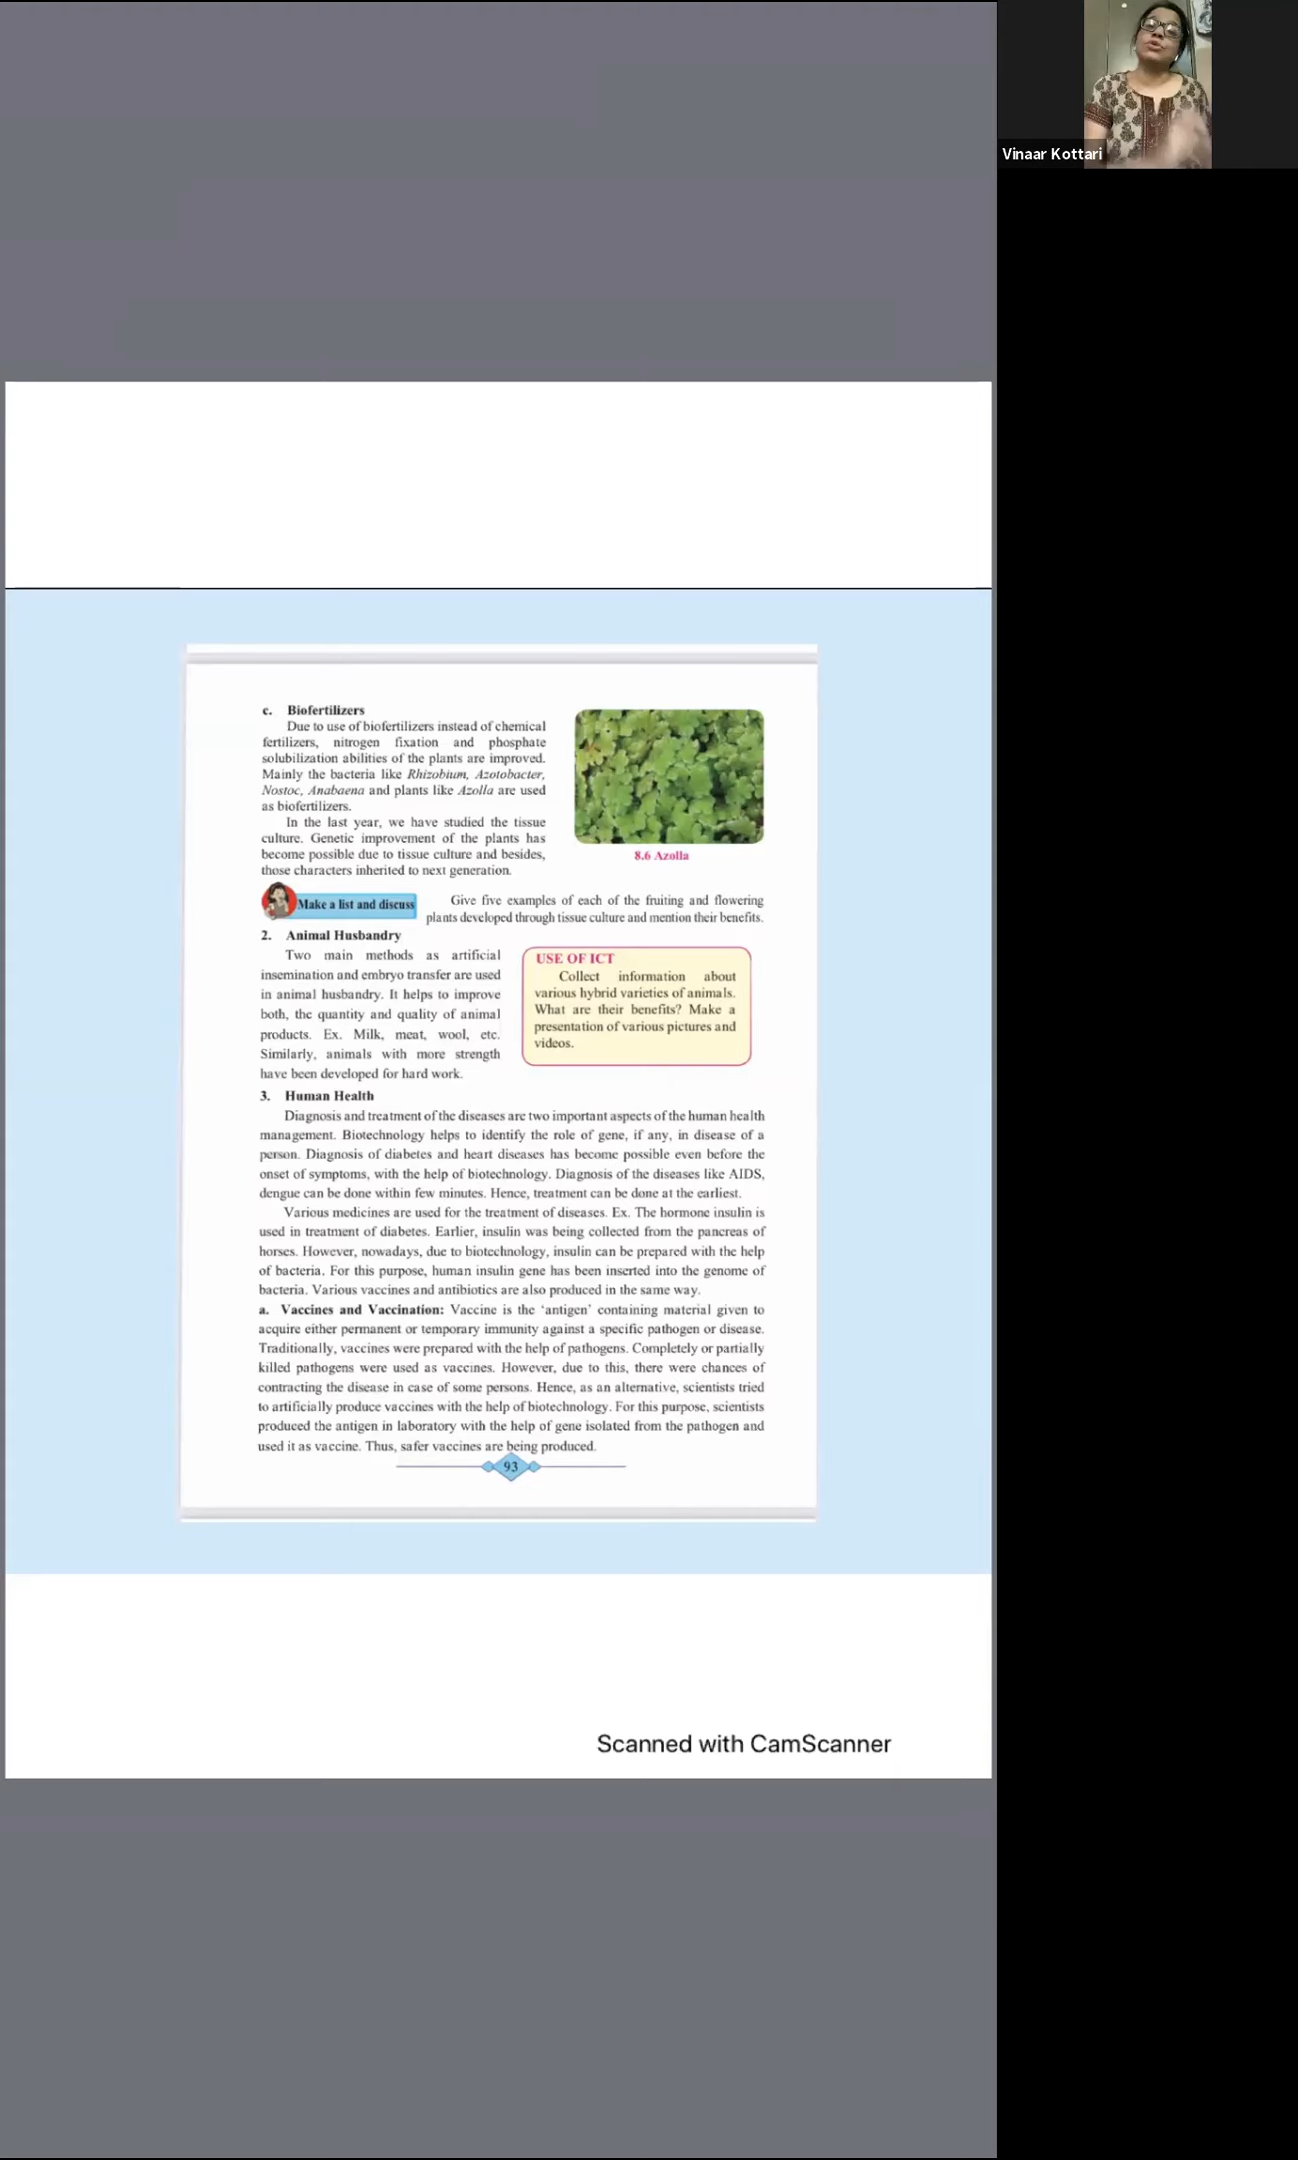 Vinaar Kottari
c. Biofertilizers
Due to use of biofertilizers instead of chemical
fertilizers, nitrogen fixation and phosphate
solubilization abilities of the plants are improved.
Mainly the bacteria like Rhizobium, Azotobacter,
Nostoc, Anabaena and plants like Azolla are used
as biofertilizers.
In the last year, we have studied the tissue
culture. Genetic improvement of the plants has
become possible due to tissue culture and besides,
those characters inherited to next generation.
8.6 Azolla
Make a list and discuss
Give five examples of each of the fruiting and flowering
plants developed through tissue culture and mention their benefits.
2. Animal Husbandry
Two main methods as artificial
insemination and embryo transfer are used
in animal husbandry. It helps to improve
both, the quantity and quality of animal
products. Ex. Milk, meat, wool, etc.
Similarly, animals with more strength
have been developed for hard work.
USE OF ICT
Collect information about
various hybrid varieties of animals.
What are their benefits? Make a
presentation of various pictures and
videos.
3. Human Health
Diagnosis and treatment of the diseases are two important aspects of the human health
management. Biotechnology helps to identify the role of gene, if any, in disease of a
person. Diagnosis of diabetes and heart diseases has become possible even before the
onset of symptoms, with the help of biotechnology. Diagnosis of the diseases like AIDS,
dengue can be done within few minutes. Hence, treatment can be done at the earliest.
Various medicines are used for the treatment of diseases. Ex. The hormone insulin is
used in treatment of diabetes. Earlier, insulin was being collected from the pancreas of
horses. However, nowadays, due to biotechnology, insulin can be prepared with the help
of bacteria. For this purpose, human insulin gene has been inserted into the genome of
bacteria. Various vaccines and antibiotics are also produced in the same way.
a. Vaccines and Vaccination: Vaccine is the ‘antigen’ containing material given to
acquire either permanent or temporary immunity against a specific pathogen or disease.
Traditionally, vaccines were prepared with the help of pathogens. Completely or partially
killed pathogens were used as vaccines. However, due to this, there were chances of
contracting the disease in case of some persons. Hence, as an alternative, scientists tried
to artificially produce vaccines with the help of biotechnology. For this purpose, scientists
produced the antigen in laboratory with the help of gene isolated from the pathogen and
used it as vaccine. Thus, safer vaccines are being produced.
93
Scanned with CamScanner